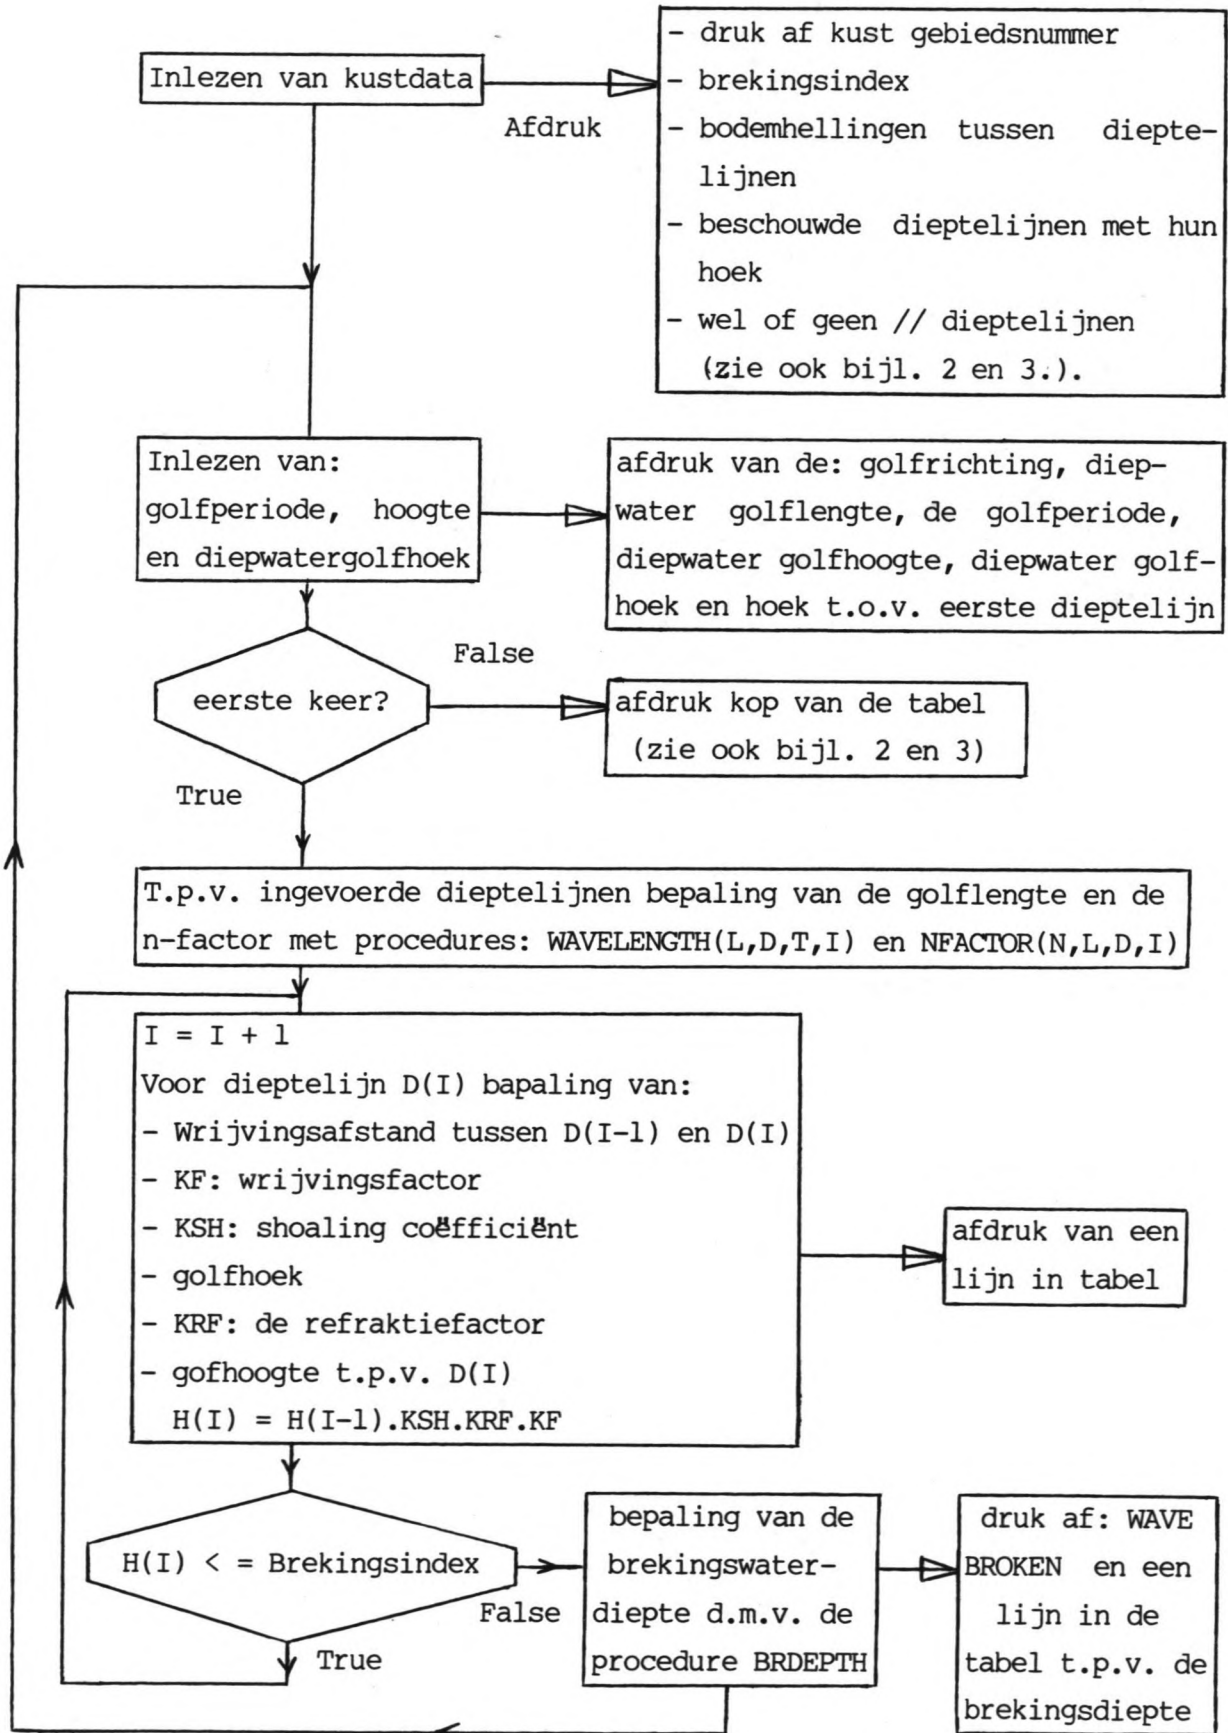 Inlezen van kustdata
Afdruk
- druk af kust gebiedsnummer
- brekingsindex
- bodemhellingen tussen diepte-
lijnen
- beschouwde dieptelijnen met hun
hoek
- wel of geen // dieptelijnen
(zie ook bijl. 2 en 3.).
Inlezen van:
golfperiode, hoogte
en diepwatergolfhoek
afdruk van de: golfrichting, diep-
water golflengte, de golfperiode,
diepwater golfhoogte, diepwater golf-
hoek en hoek t.o.v. eerste dieptelijn
eerste keer?
False
afdruk kop van de tabel
(zie ook bijl. 2 en 3)
True
T.p.v. ingevoerde dieptelijnen bepaling van de golflengte en de
n-factor met procedures: WAVELENGTH(L,D,T,I) en NFACTOR(N,L,D,I)
I = I + 1
Voor dieptelijn D(I) bapaling van:
- Wrijvingsafstand tussen D(I-1) en D(I)
- KF: wrijvingsfactor
- KSH: shoaling coëfficiënt
- golfhoek
- KRF: de refraktiefactor
- gofhoogte t.p.v. D(I)
H(I) = H(I-1).KSH.KRF.KF
afdruk van een
lijn in tabel
H(I) < = Brekingsindex
False
True
bepaling van de
brekingswater-
diepte d.m.v. de
procedure BRDEPTH
druk af: WAVE
BROKEN en een
lijn in de
tabel t.p.v. de
brekingsdiepte